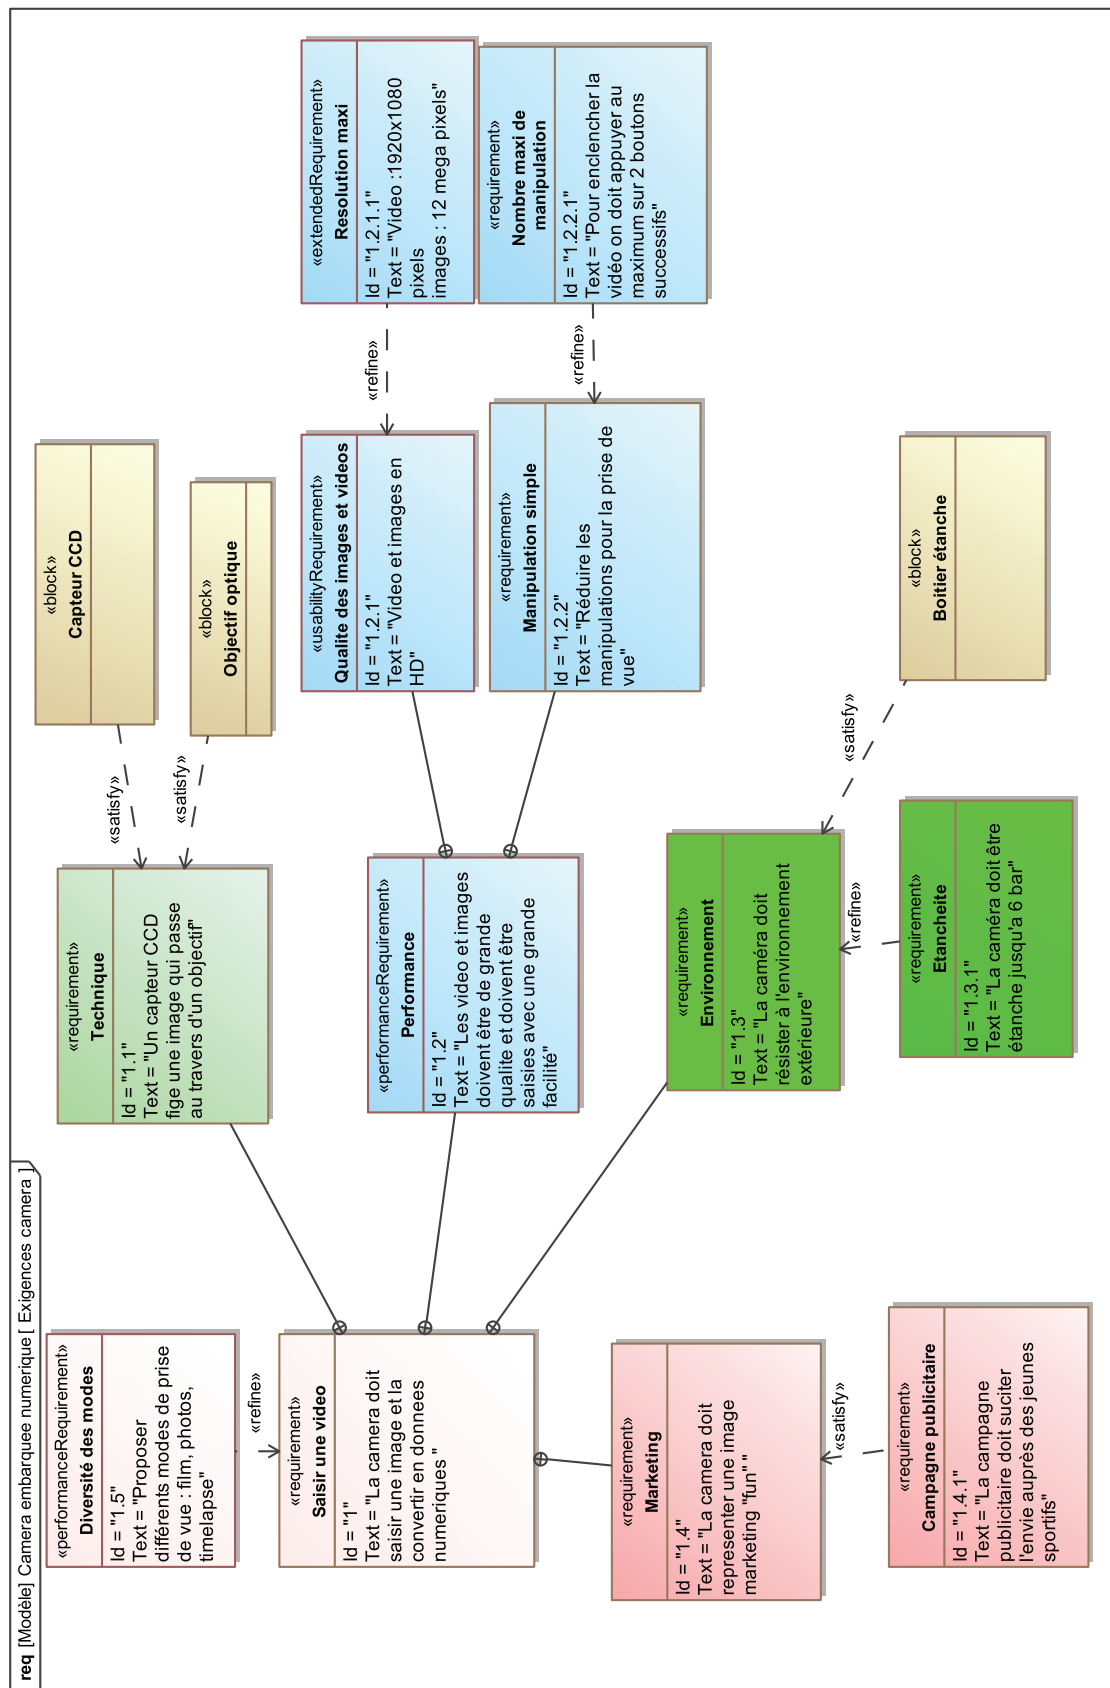 req [Modèle] Camera embarquee numerique [ Exigences camera ]
«performanceRequirement»
Diversité des modes
Id = "1.5"
Text = "Proposer
différents modes de prise
de vue : film, photos,
timelapse"
«refine»
«requirement»
Saisir une video
Id = "1"
Text = "La camera doit
saisir une image et la
convertir en donnees
numeriques"
«requirement»
Marketing
Id = "1.4"
Text = "La camera doit
representer une image
marketing "fun" "
«satisfy»
«requirement»
Campagne publicitaire
Id = "1.4.1"
Text = "La campagne
publicitaire doit suciter
l'envie auprès des jeunes
sportifs"
«requirement»
Technique
Id = "1.1"
Text = "Un capteur CCD
fige une image qui passe
au travers d'un objectif"
«performanceRequirement»
Performance
Id = "1.2"
Text = "Les video et images
doivent être de grande
qualite et doivent être
saisies avec une grande
facilité"
«requirement»
Environnement
Id = "1.3"
Text = "La caméra doit
résister à l'environnement
extérieure"
«refine»
«requirement»
Etancheite
Id = "1.3.1"
Text = "La caméra doit être
étanche jusqu'a 6 bar"
«satisfy»
«satisfy»
«satisfy»
«block»
Capteur CCD
«block»
Objectif optique
«usabilityRequirement»
Qualite des images et videos
Id = "1.2.1"
Text = "Video et images en
HD"
«requirement»
Manipulation simple
Id = "1.2.2"
Text = "Réduire les
manipulations pour la prise de
vue"
«block»
Boitier étanche
«refine»
«refine»
«extendedRequirement»
Resolution maxi
Id = "1.2.1.1"
Text = "Video :1920x1080
pixels
images : 12 mega pixels"
«requirement»
Nombre maxi de
manipulation
Id = "1.2.2.1"
Text = "Pour enclencher la
vidéo on doit appuyer au
maximum sur 2 boutons
successifs"